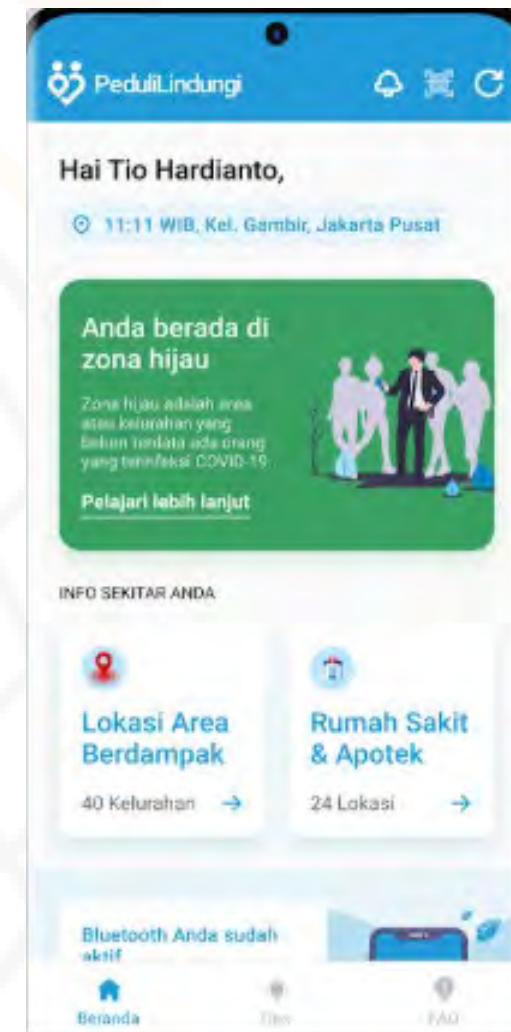 PeduliLindungi
Hai Tio Hardianto,
11:11 WIB, Kel. Gambir, Jakarta Pusat
Anda berada di
zona hijau
Zona hijau adalah area
atau kelurahan yang
belum terdata ada orang
yang terinfeksi COVID-19
Pelajari lebih lanjut
INFO SEKITAR ANDA
Lokasi Area
Berdampak
40 Kelurahan
Rumah Sakit
& Apotek
24 Lokasi
Bluetooth Anda sudah
aktif
Beranda
FAQ